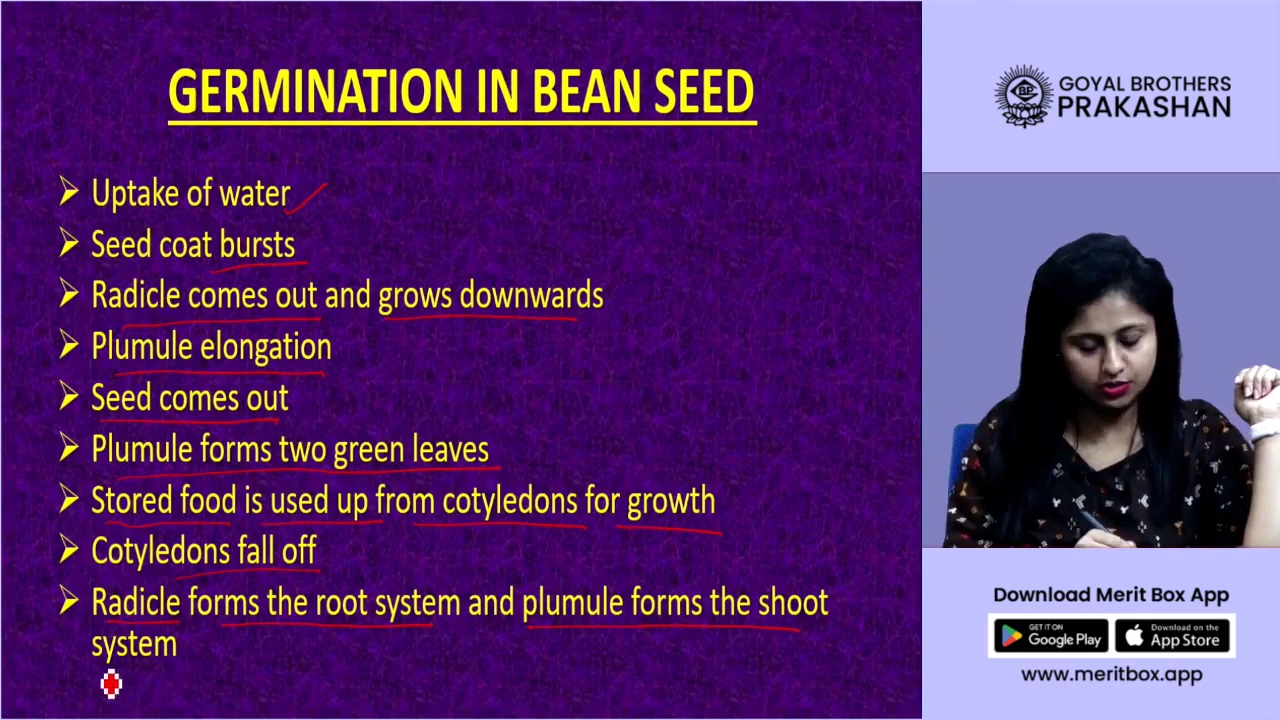 GERMINATION IN BEAN SEED
➢ Uptake of water
➢ Seed coat bursts
➢ Radicle comes out and grows downwards
➢ Plumule elongation
➢ Seed comes out
➢ Plumule forms two green leaves
➢ Stored food is used up from cotyledons for growth
➢ Cotyledons fall off
➢ Radicle forms the root system and plumule forms the shoot
system
GBP
GOYAL BROTHERS
PRAKASHAN
Download Merit Box App
GET IT ON
Google Play
Download on the
App Store
www.meritbox.app